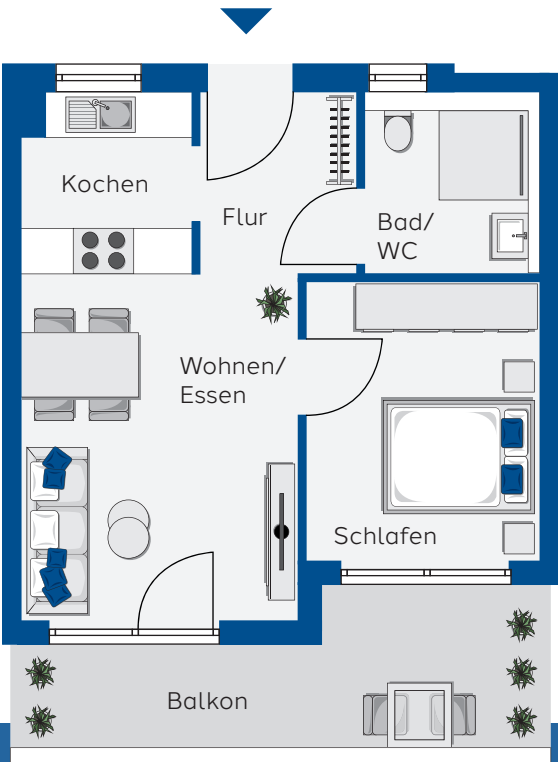 Kochen
Flur
Bad/
WC
Wohnen/
Essen
Schlafen
Balkon